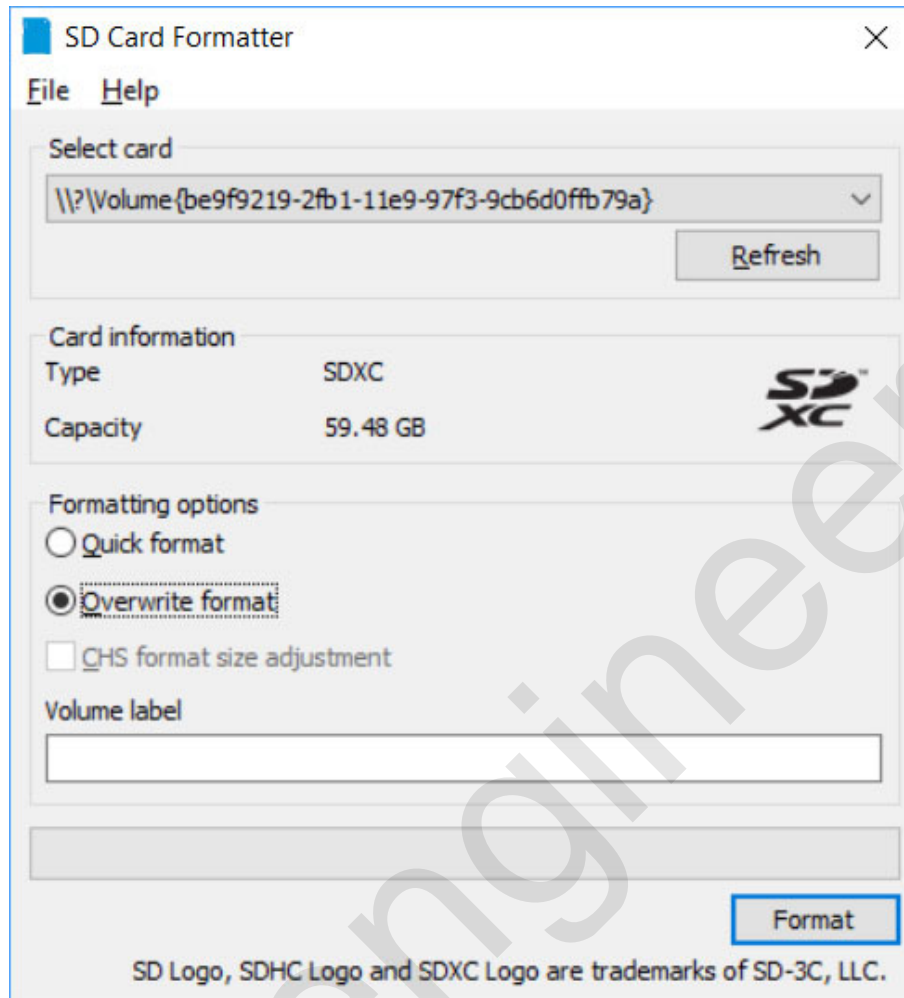 SD Card Formatter
File Help
Select card
\\?\Volume{be9f9219-2fb1-11e9-97f3-9cb6d0ffb79a}
Refresh
Card information
Type SDXC
Capacity 59.48 GB
SD XC ™
Formatting options
Quick format
Overwrite format
CHS format size adjustment
Volume label
Format
SD Logo, SDHC Logo and SDXC Logo are trademarks of SD-3C, LLC.
engineer